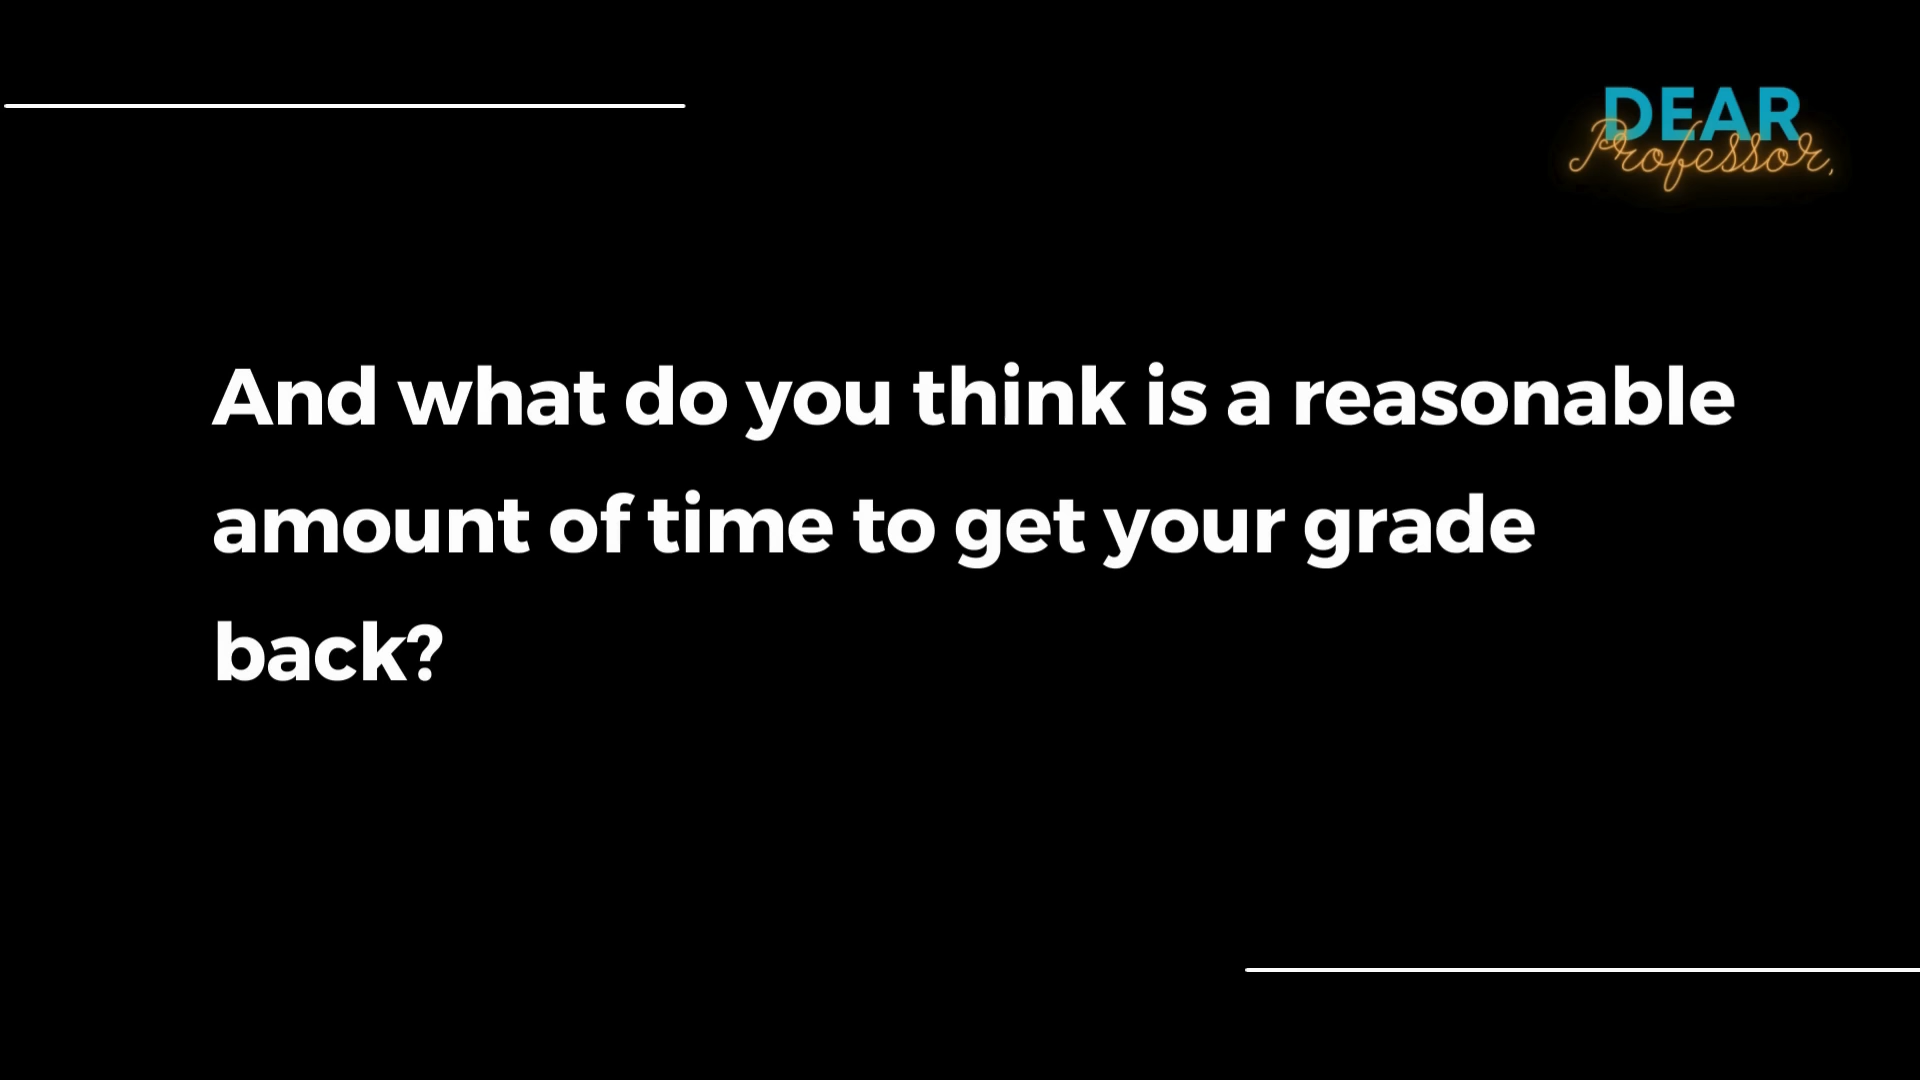 DEAR
Professor,
And what do you think is a reasonable
amount of time to get your grade
back?